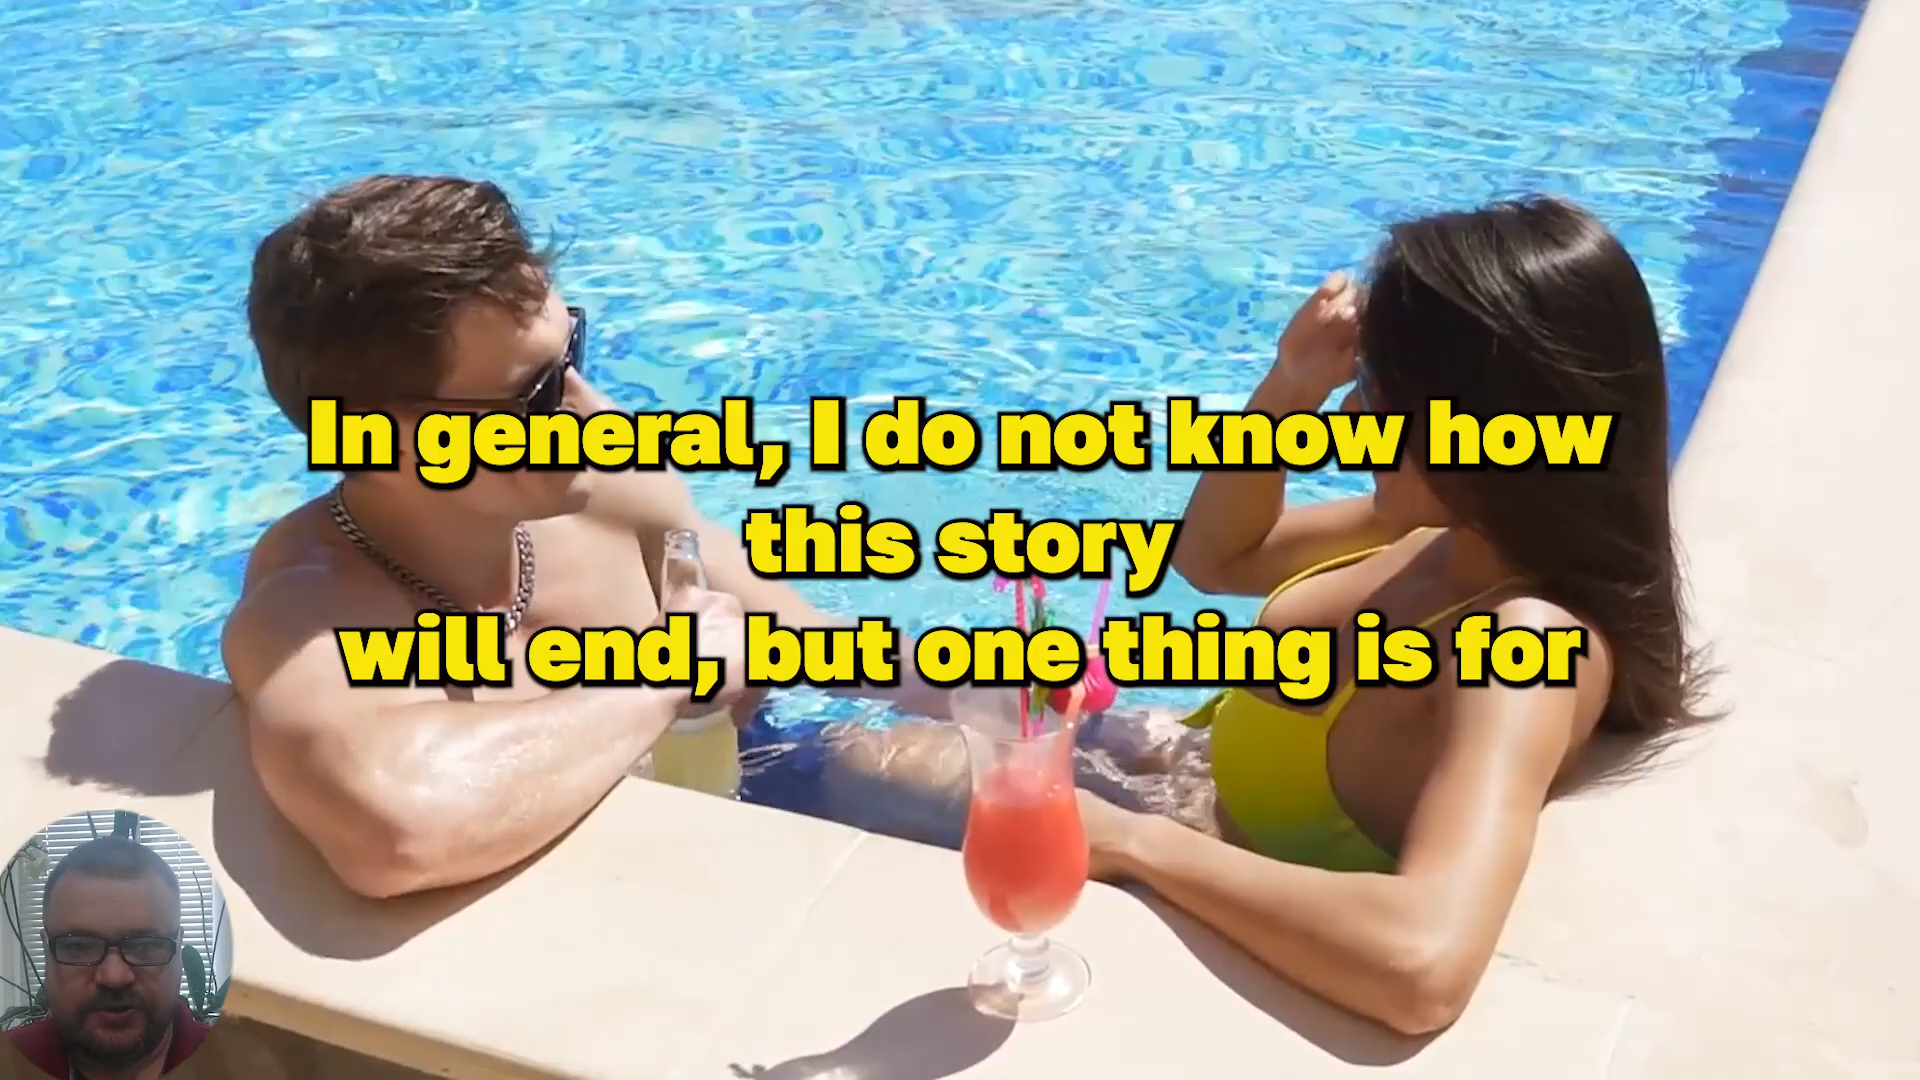 In general, I do not know how
this story
will end, but one thing is for